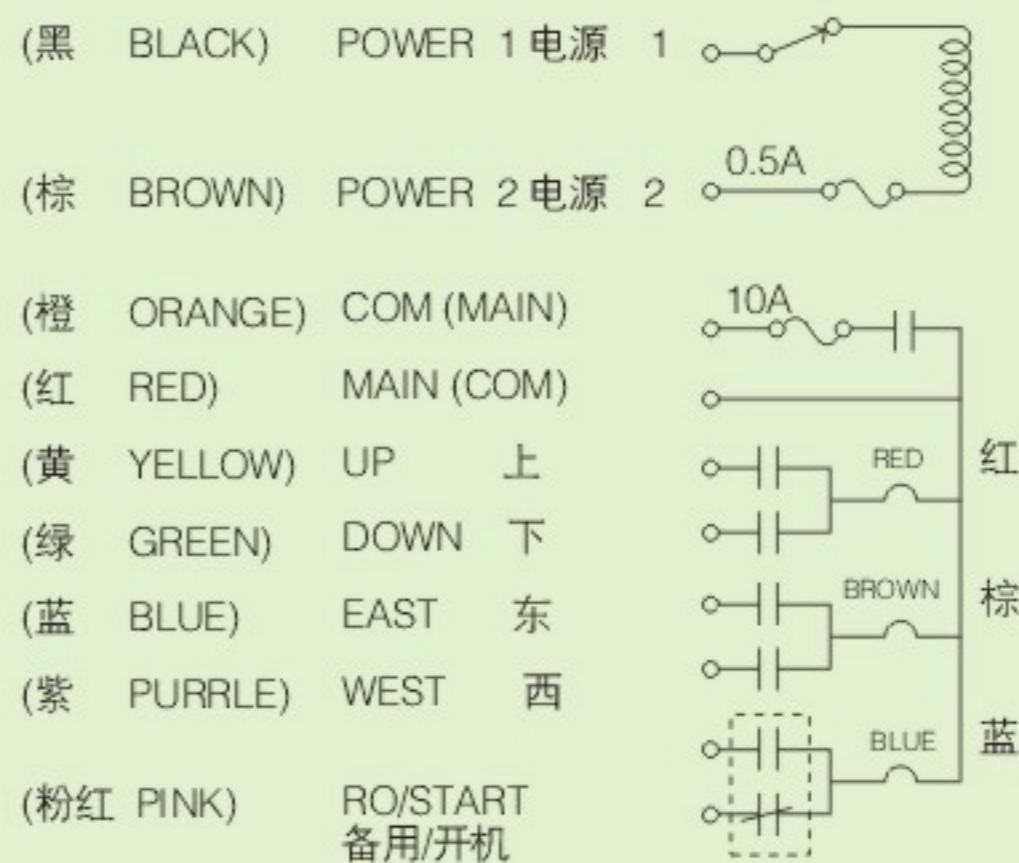 (黑 BLACK) POWER 1 电源 1
0.5A
(棕 BROWN) POWER 2 电源 2
10A
(橙 ORANGE) COM (MAIN)
(红 RED) MAIN (COM)
(黄 YELLOW) UP 上 RED 红
(绿 GREEN) DOWN 下
BROWN 棕
(蓝 BLUE) EAST 东
(紫 PURRLE) WEST 西
BLUE 蓝
(粉红 PINK) RO/START
备用/开机